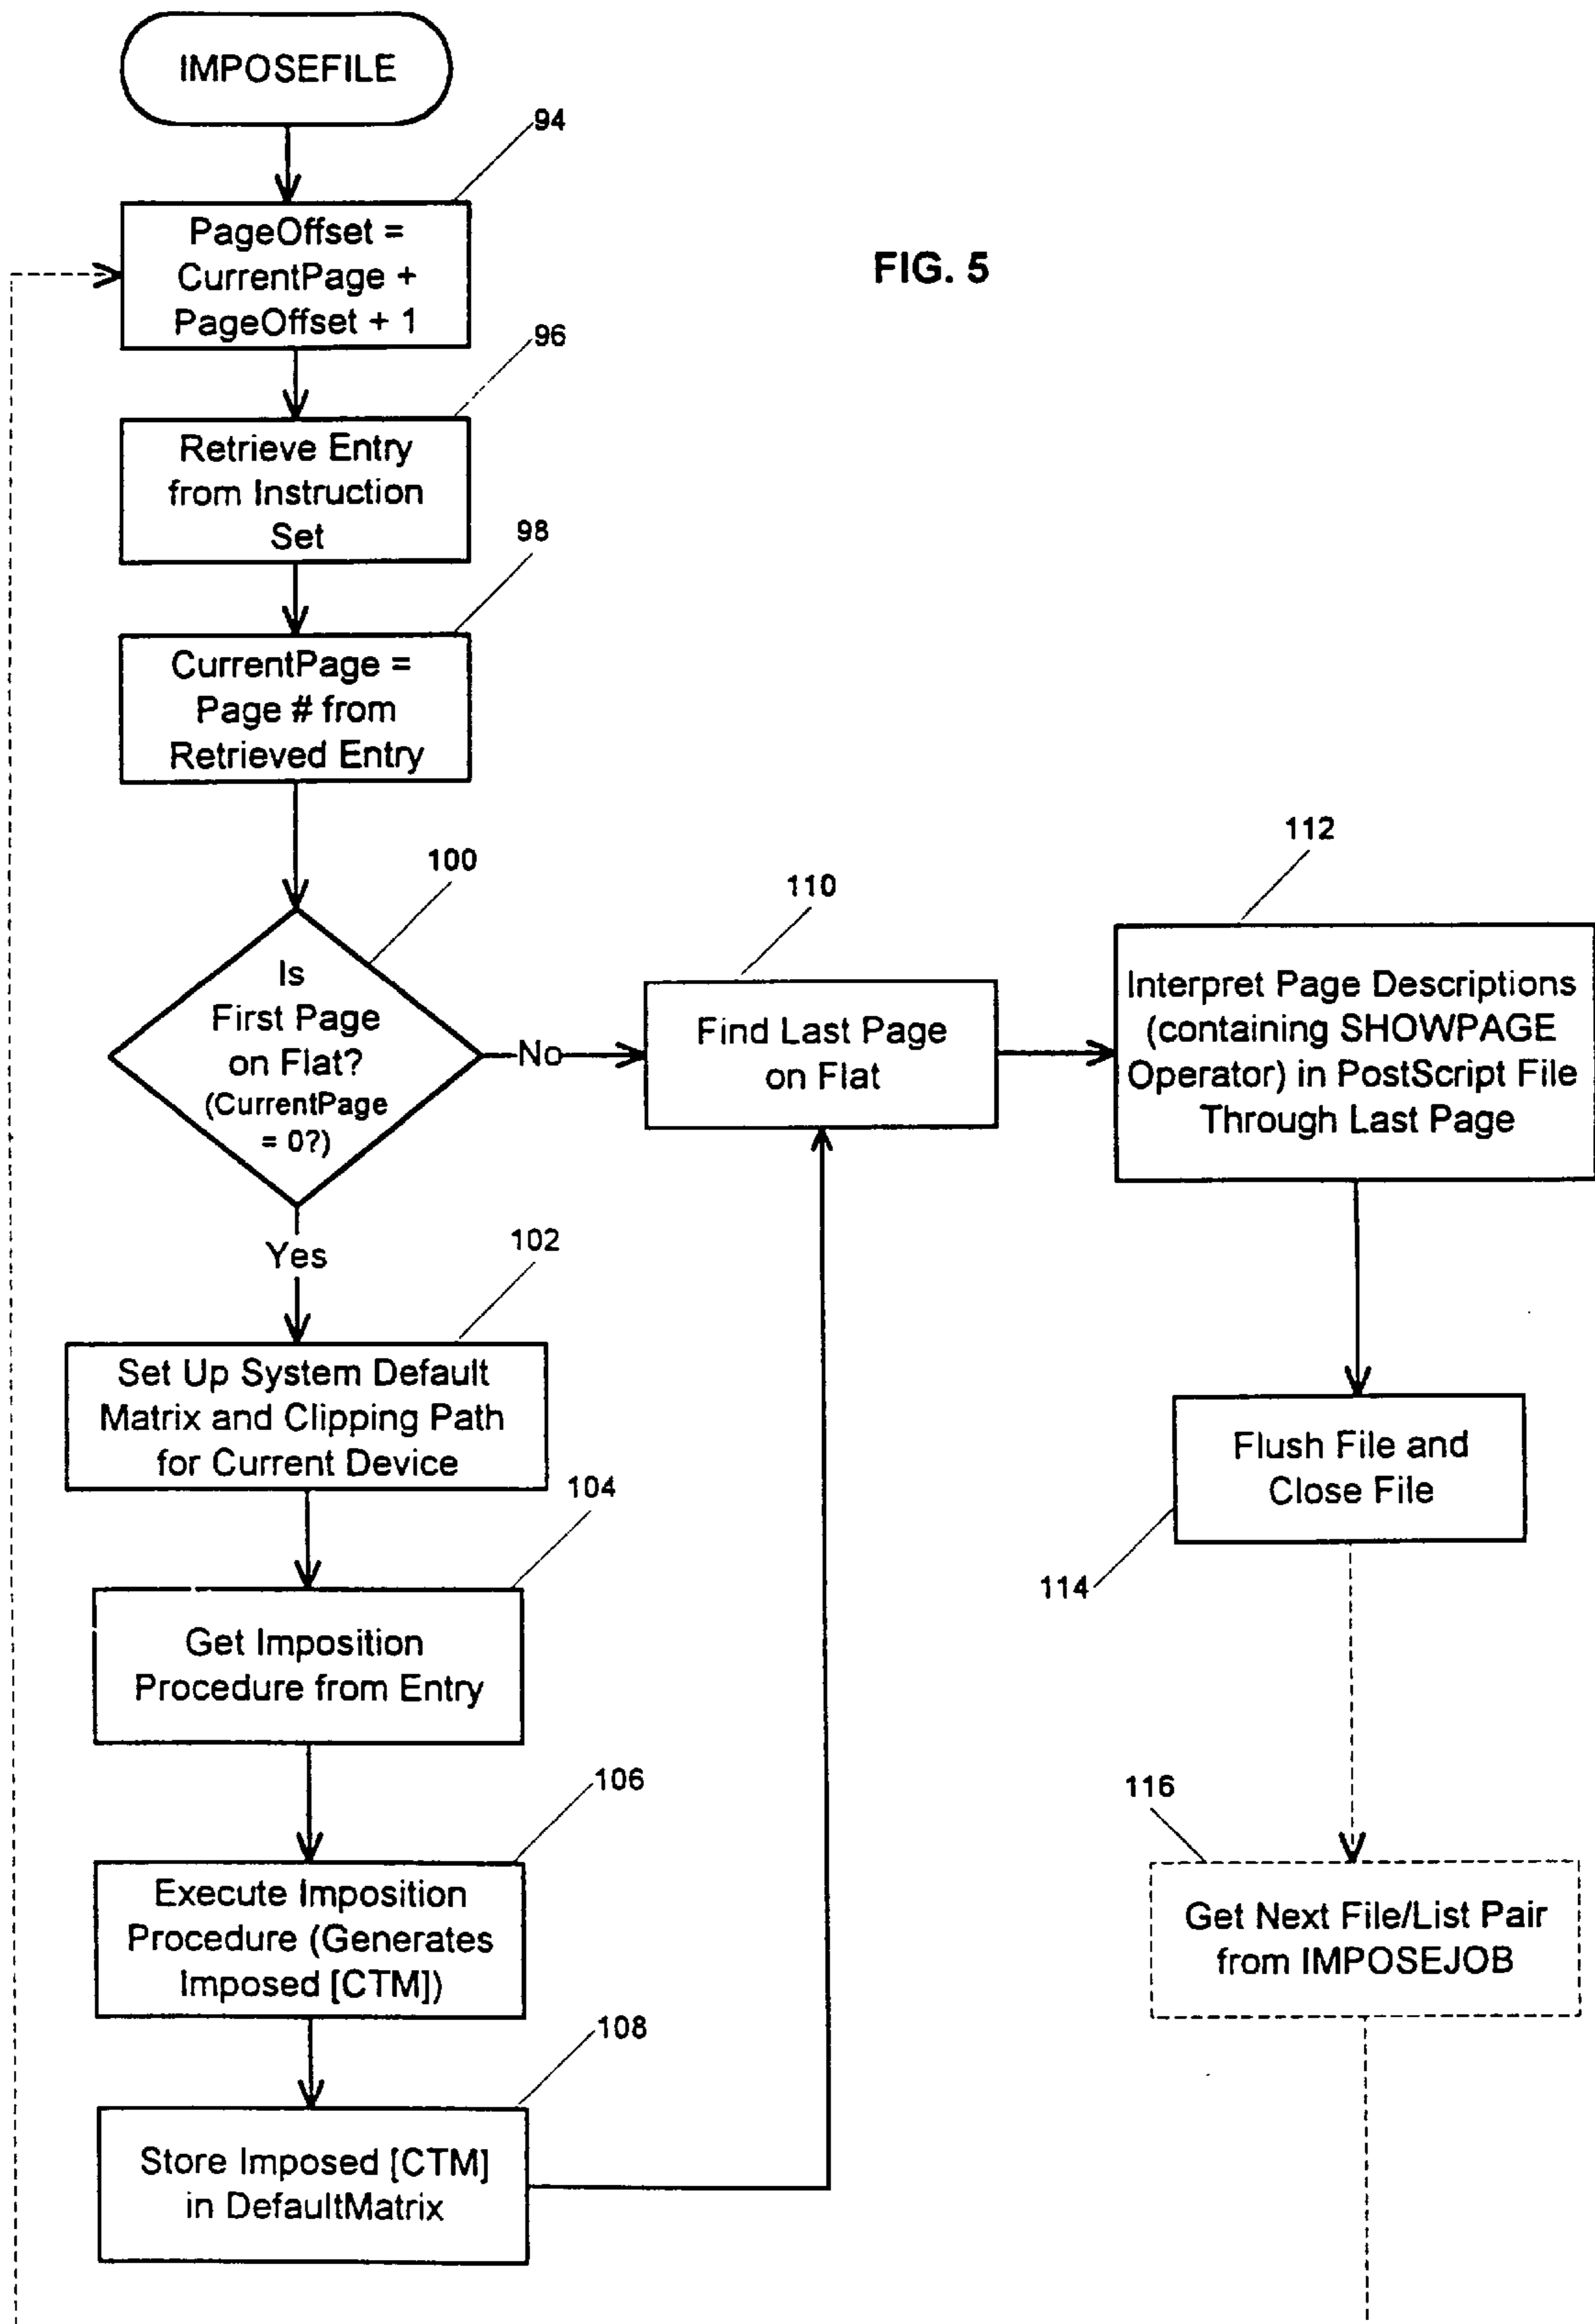 IMPOSEFILE
94
PageOffset =
CurrentPage +
PageOffset + 1
FIG. 5
96
Retrieve Entry
from Instruction
Set
98
CurrentPage =
Page # from
Retrieved Entry
100
Is
First Page
on Flat?
(CurrentPage
= 0?)
No
110
Find Last Page
on Flat
112
Interpret Page Descriptions
(containing SHOWPAGE
Operator) in PostScript File
Through Last Page
Yes
102
Set Up System Default
Matrix and Clipping Path
for Current Device
104
Get Imposition
Procedure from Entry
106
Execute Imposition
Procedure (Generates
Imposed [CTM])
108
Store Imposed [CTM]
in DefaultMatrix
Flush File and
Close File
114
116
Get Next File/List Pair
from IMPOSEJOB